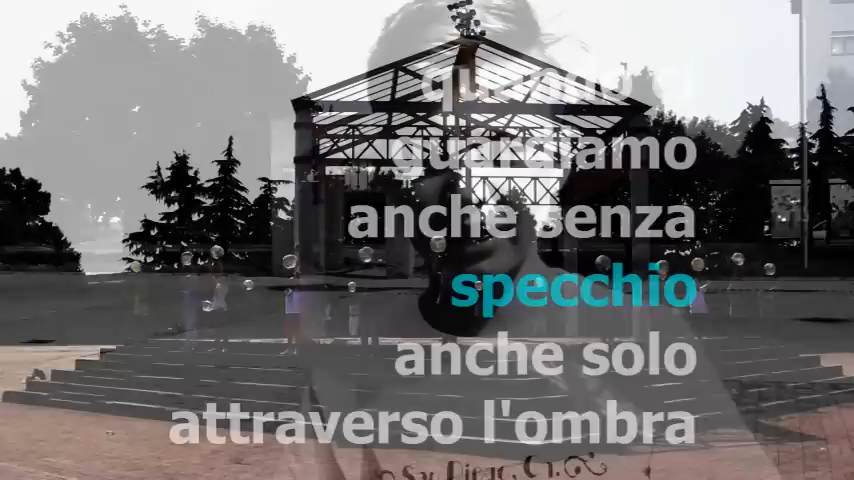 guardiamo
anche senza
specchio
anche solo
attraverso l'ombra